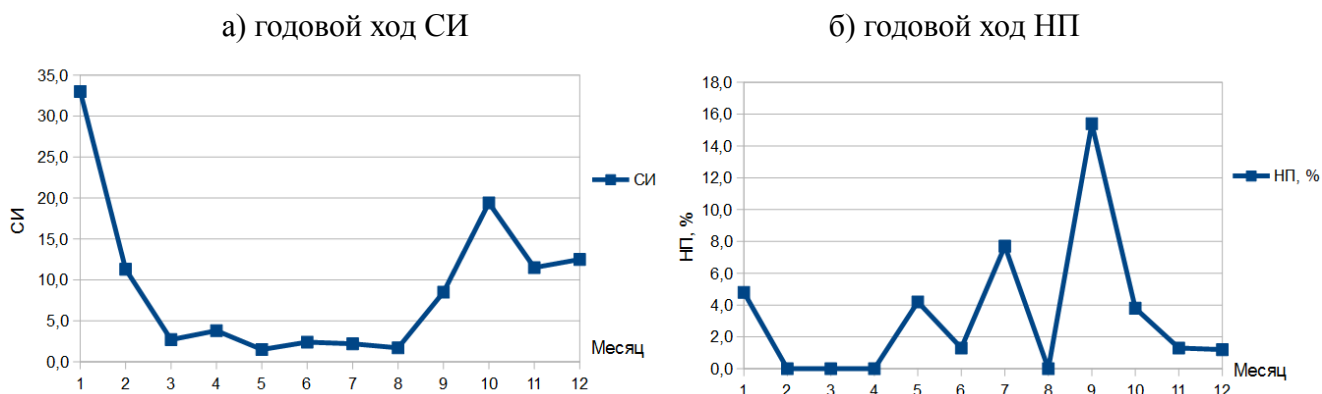 а) годовой ход СИ
35,0
30,0
25,0
20,0
15,0
10,0
5,0
0,0
СИ
СИ
Месяц
1 2 3 4 5 6 7 8 9 10 11 12
б) годовой ход НП
18,0
16,0
14,0
12,0
10,0
8,0
6,0
4,0
2,0
0,0
НП, %
НП, %
Месяц
1 2 3 4 5 6 7 8 9 10 11 12